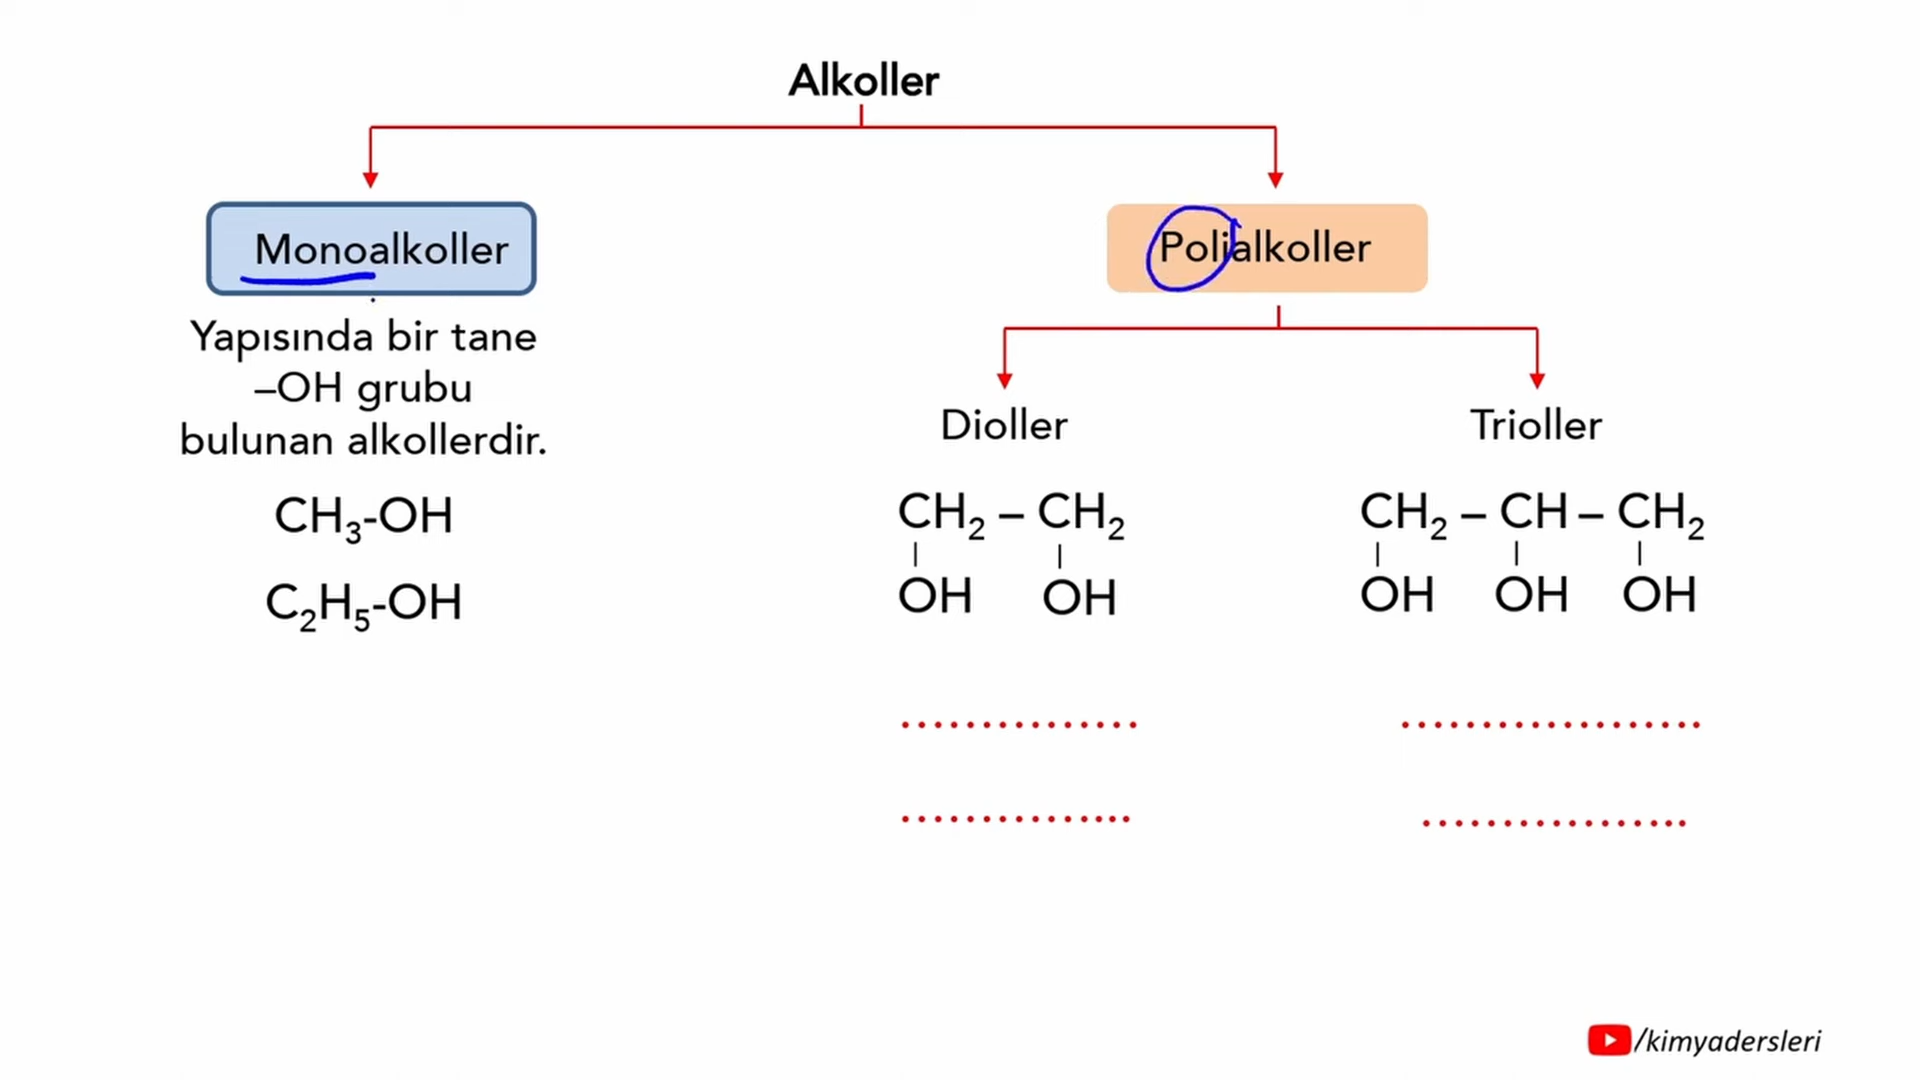 Alkoller
Monoalkoller
Polialkoller
Yapısında bir tane
–OH grubu
bulunan alkollerdir.
CH₃-OH
C₂H₅-OH
Dioller
CH₂ – CH₂
OH OH
Trioller
CH₂ – CH – CH₂
OH OH OH
/kimyadersleri